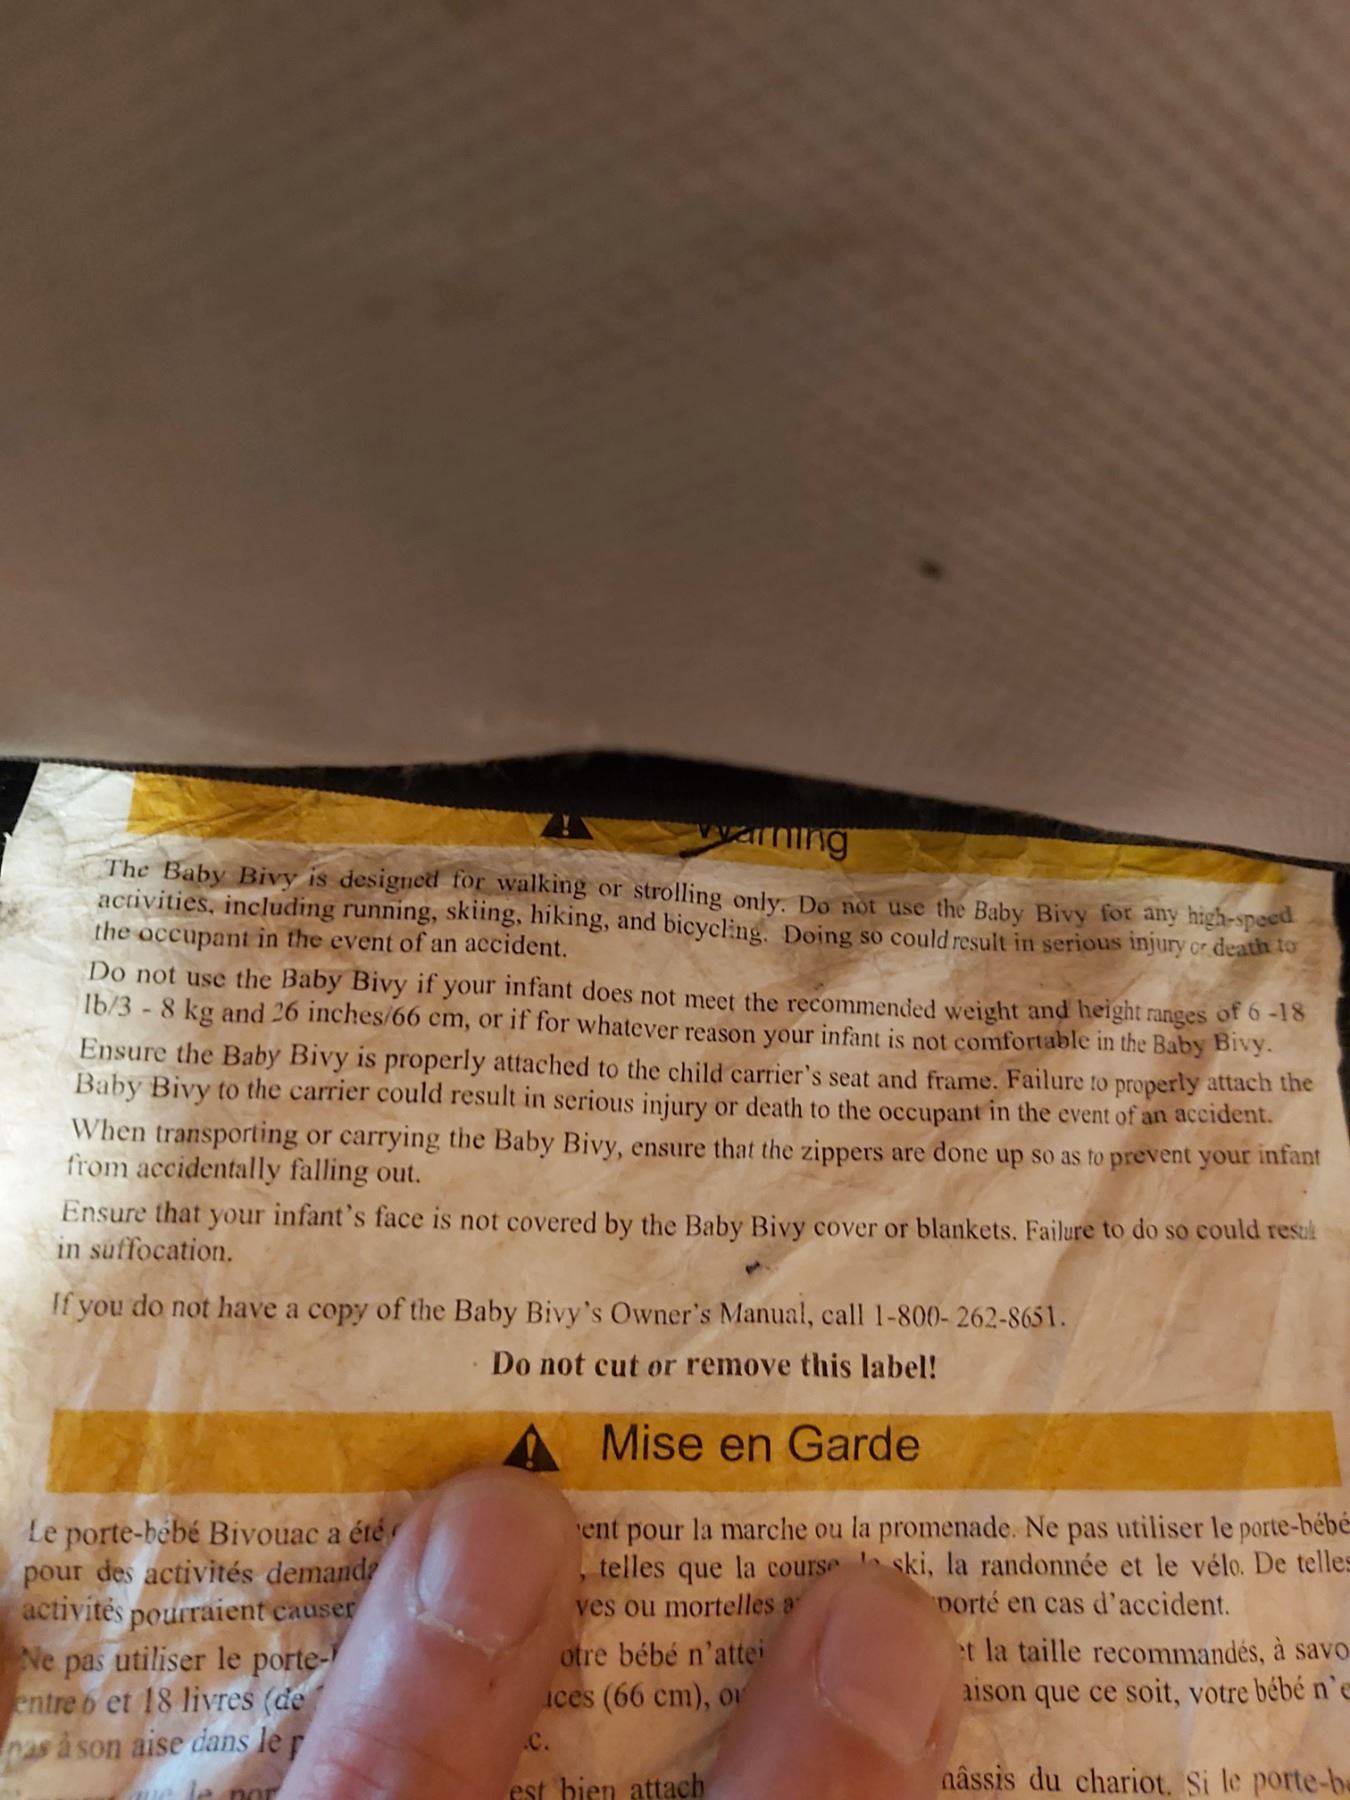 Warning
The Baby Bivy is designed for walking or strolling only. Do not use the Baby Bivy for any high-speed
activities, including running, skiing, hiking, and bicycling. Doing so could result in serious injury or death to
the occupant in the event of an accident.
Do not use the Baby Bivy if your infant does not meet the recommended weight and height ranges of 6 -18
lb/3 - 8 kg and 26 inches/66 cm, or if for whatever reason your infant is not comfortable in the Baby Bivy.
Ensure the Baby Bivy is properly attached to the child carrier's seat and frame. Failure to properly attach the
Baby Bivy to the carrier could result in serious injury or death to the occupant in the event of an accident.
When transporting or carrying the Baby Bivy, ensure that the zippers are done up so as to prevent your infant
from accidentally falling out.
Ensure that your infant's face is not covered by the Baby Bivy cover or blankets. Failure to do so could
in suffocation.
If you do not have a copy of the Baby Bivy's Owner's Manual, call 1-800- 262-8651.
Do not cut or remove this label!
Mise en Garde
Le porte-bébé Bivouac a été pour la marche ou la promenade. Ne pas utiliser le porte-bébé
pour des activités , telles que la course ski, la randonnée et le vélo. De telles
activités pourraient causer ou mortelles en cas d'accident.
Ne pas utiliser le bébé et la taille recommandés, à
entre 6 et 18 livres (de (66 cm), que ce soit, votre bébé
pas à son aise dans le
le est bien du chariot. Si le